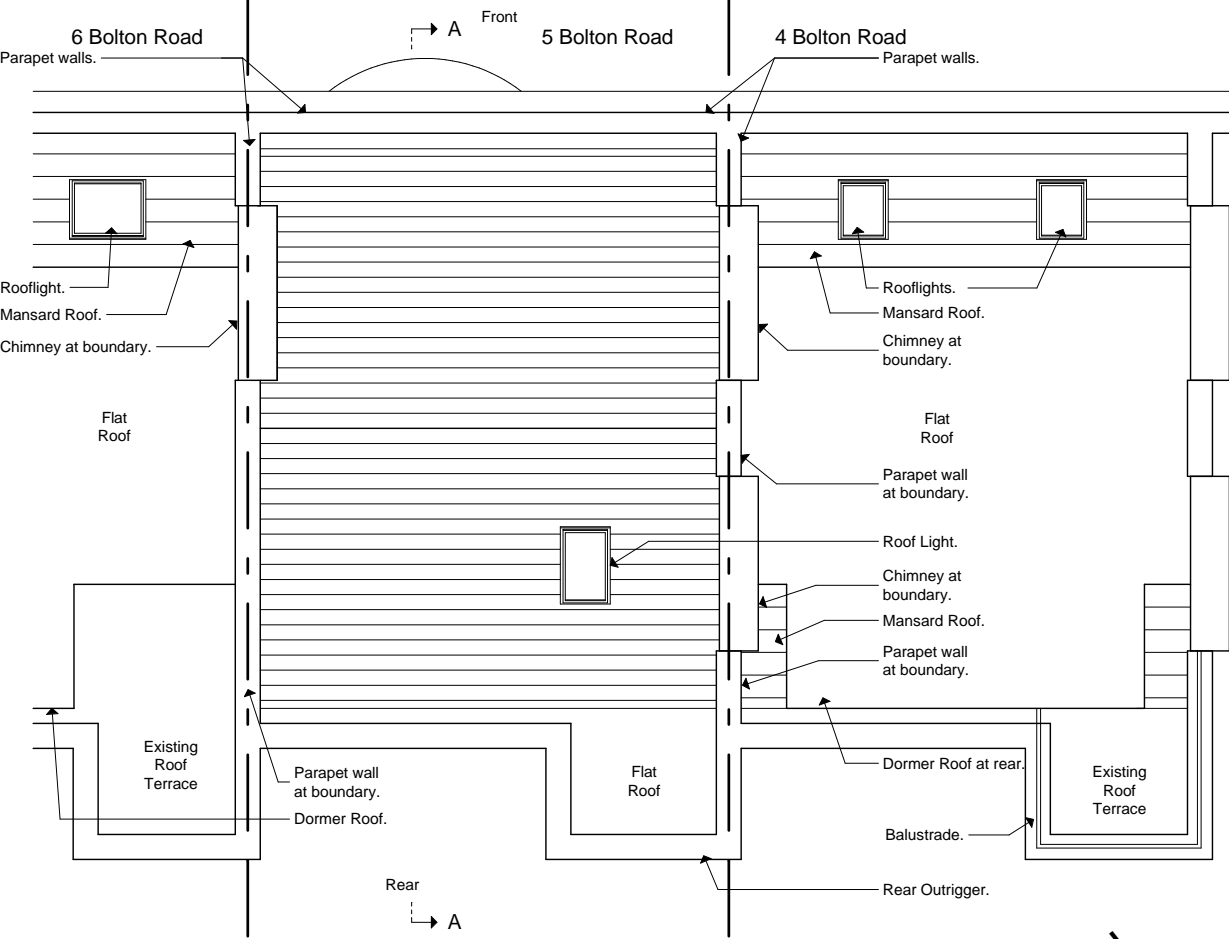 Front
A
6 Bolton Road
5 Bolton Road
4 Bolton Road
Parapet walls.
Parapet walls.
Rooflight.
Rooflights.
Mansard Roof.
Mansard Roof.
Chimney at boundary.
Chimney at
boundary.
Flat
Roof
Flat
Roof
Parapet wall
at boundary.
Roof Light.
Chimney at
boundary.
Mansard Roof.
Parapet wall
at boundary.
Existing
Roof
Terrace
Parapet wall
at boundary.
Dormer Roof.
Flat
Roof
Dormer Roof at rear.
Existing
Roof
Terrace
Balustrade.
Rear
A
Rear Outrigger.